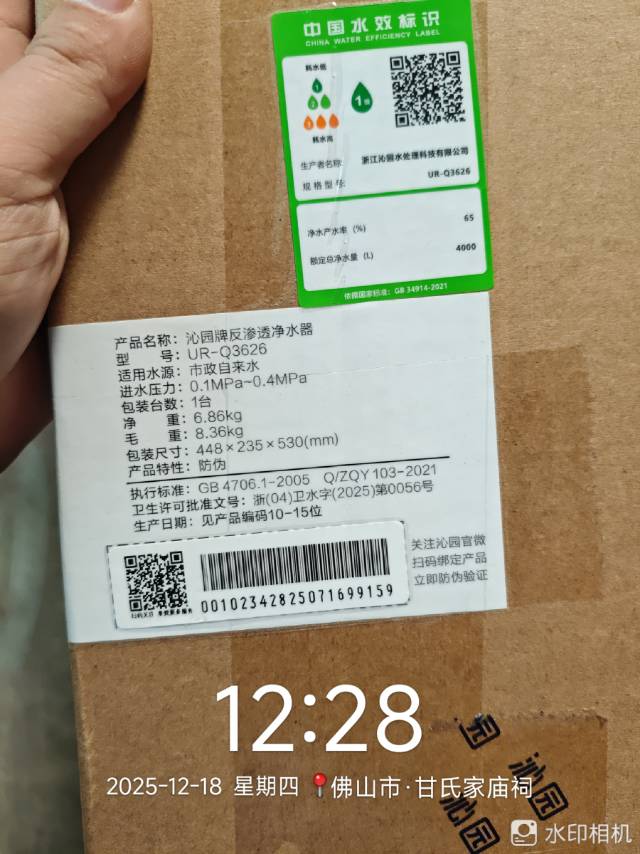 中国水效标识
CHINA WATER EFFICIENCY LABEL
耗水低
1
2
3
耗水高
1级
生产者名称: 浙江沁园水处理科技有限公司
规格型号: UR-Q3626
净水产水率 (%) 65
额定总净水量 (L) 4000
依据国家标准: GB 34914-2021
产品名称: 沁园牌反渗透净水器
型 号: UR-Q3626
适用水源: 市政自来水
进水压力: 0.1MPa~0.4MPa
包装台数: 1台
净 重: 6.86kg
毛 重: 8.36kg
包装尺寸: 448×235×530(mm)
产品特性: 防伪
执行标准: GB 4706.1-2005 Q/ZQY 103-2021
卫生许可批准文号: 浙(04)卫水字(2025)第0056号
生产日期: 见产品编码10-15位
关注沁园官微
扫码绑定产品
立即防伪验证
00102342825071699159
12:28
2025-12-18 星期四 佛山市·甘氏家庙祠
园
沁园
沁园
水印相机